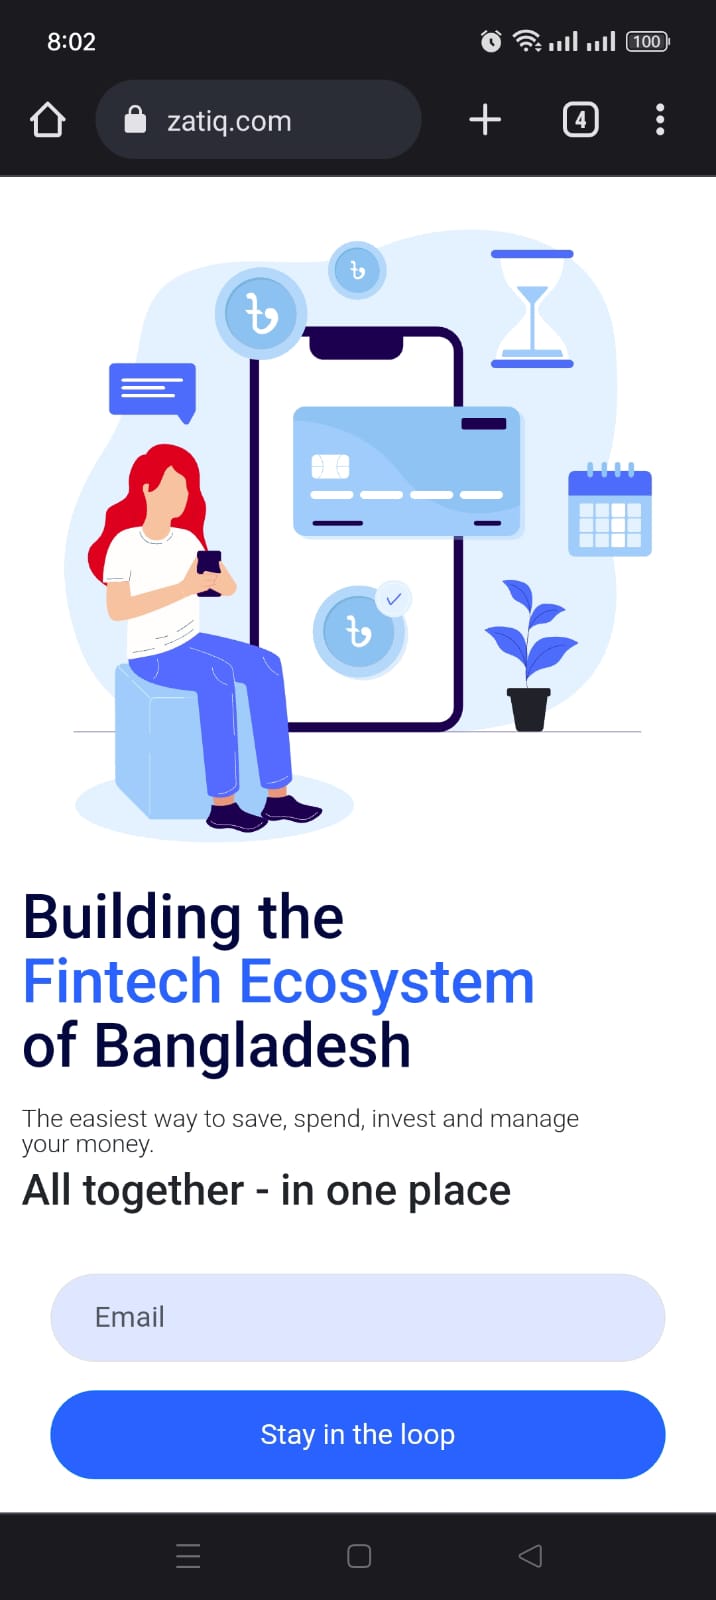 8:02
100
zatiq.com
4
৳
৳
৳
Building the
Fintech Ecosystem
of Bangladesh
The easiest way to save, spend, invest and manage
your money.
All together - in one place
Email
Stay in the loop